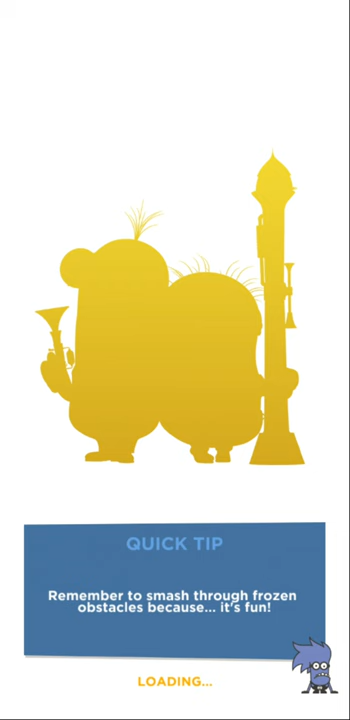 QUICK TIP
Remember to smash through frozen
obstacles because... it's fun!
LOADING...